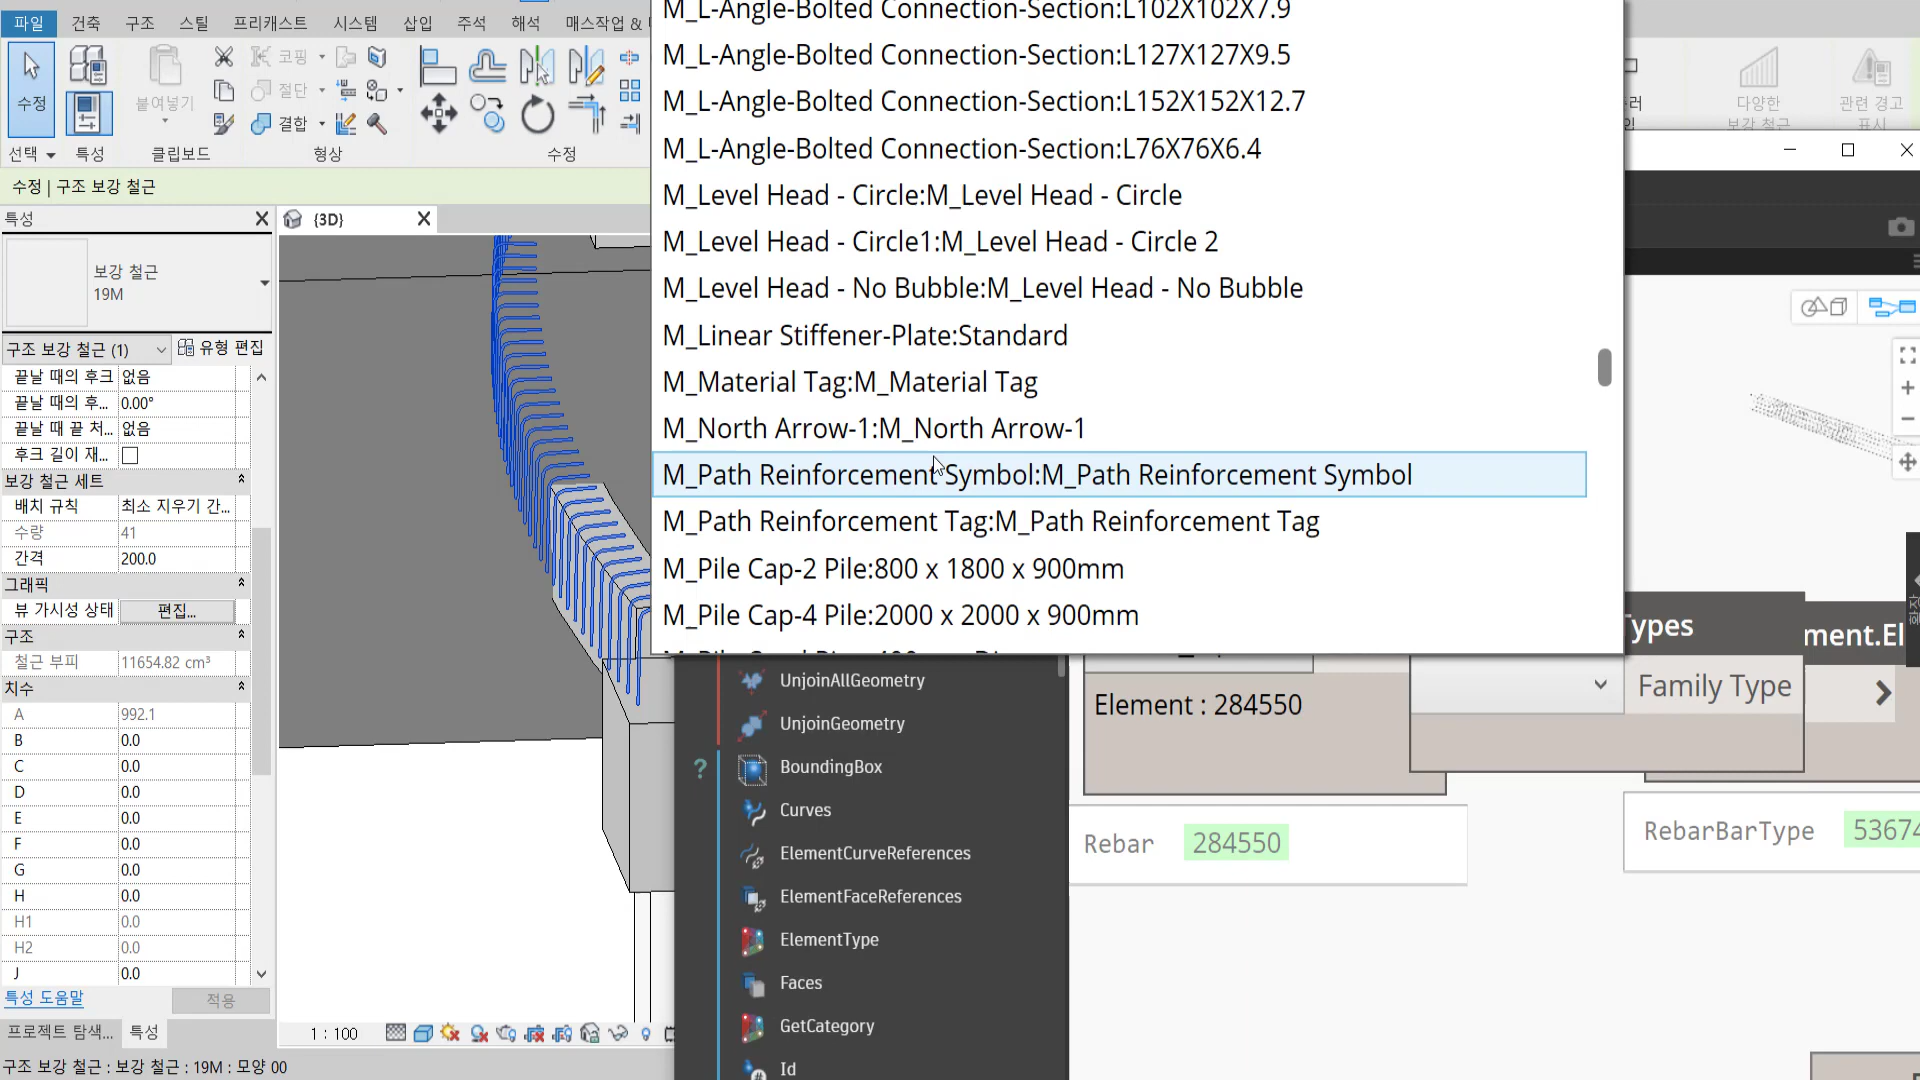 파일 건축 구조 스틸 프리캐스트 시스템 삽입 주석 해석 매스작업 &
수정
붙여넣기
코핑
절단
결합
선택 특성 클립보드 형상 수정
다양한
보강 철근
관련 경고
표시
수정 | 구조 보강 철근
특성
{3D}
보강 철근
19M
구조 보강 철근 (1) 유형 편집
끝날 때의 후크 없음
끝날 때의 후... 0.00°
끝날 때 끝 처... 없음
후크 길이 재...
보강 철근 세트
배치 규칙 최소 지우기 간...
수량 41
간격 200.0
그래픽
뷰 가시성 상태 편집...
구조
철근 부피 11654.82 cm³
치수
A 992.1
B 0.0
C 0.0
D 0.0
E 0.0
F 0.0
G 0.0
H 0.0
H1 0.0
H2 0.0
J 0.0
특성 도움말 적용
프로젝트 탐색... 특성
1 : 100
구조 보강 철근 : 보강 철근 : 19M : 모양 00
M_L-Angle-Bolted Connection-Section:L102X102X7.9
M_L-Angle-Bolted Connection-Section:L127X127X9.5
M_L-Angle-Bolted Connection-Section:L152X152X12.7
M_L-Angle-Bolted Connection-Section:L76X76X6.4
M_Level Head - Circle:M_Level Head - Circle
M_Level Head - Circle1:M_Level Head - Circle 2
M_Level Head - No Bubble:M_Level Head - No Bubble
M_Linear Stiffener-Plate:Standard
M_Material Tag:M_Material Tag
M_North Arrow-1:M_North Arrow-1
M_Path Reinforcement Symbol:M_Path Reinforcement Symbol
M_Path Reinforcement Tag:M_Path Reinforcement Tag
M_Pile Cap-2 Pile:800 x 1800 x 900mm
M_Pile Cap-4 Pile:2000 x 2000 x 900mm
UnjoinAllGeometry
UnjoinGeometry
? BoundingBox
Curves
ElementCurveReferences
ElementFaceReferences
ElementType
Faces
GetCategory
Id
Element : 284550
Rebar 284550
Types
ment.El
Family Type
RebarBarType 53674